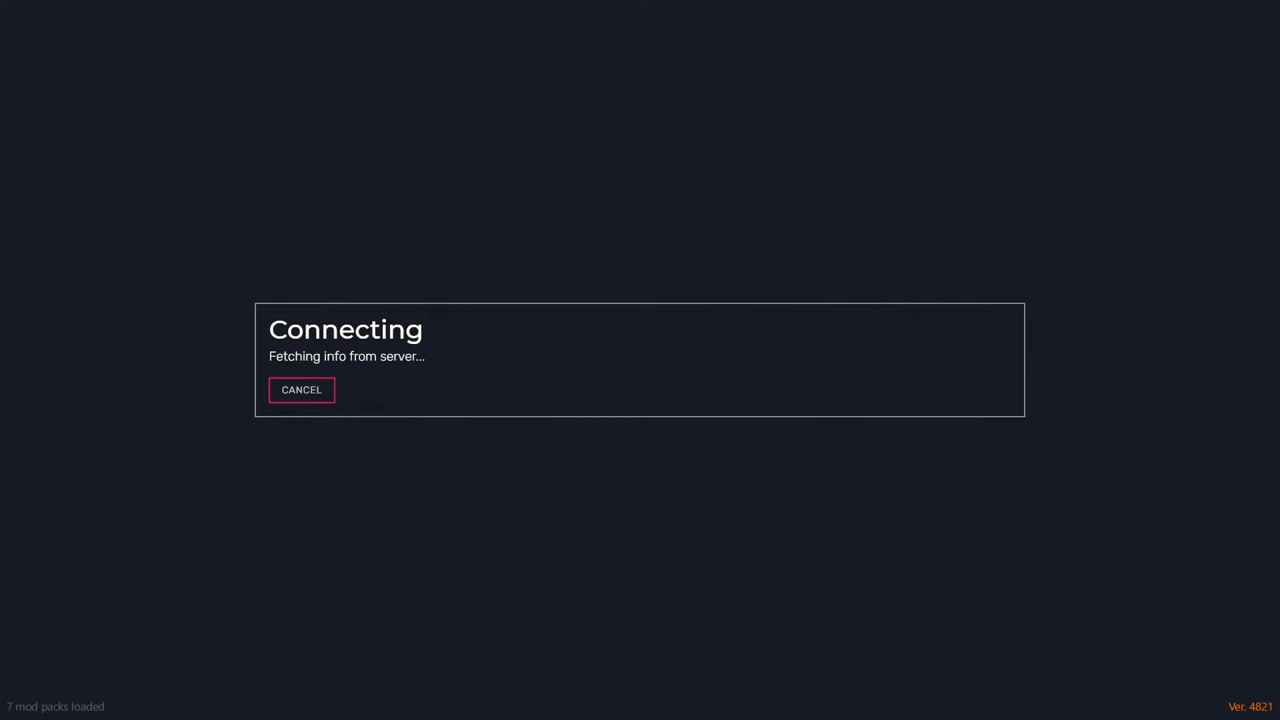 Connecting
Fetching info from server...
CANCEL
7 mod packs loaded
Ver. 4821